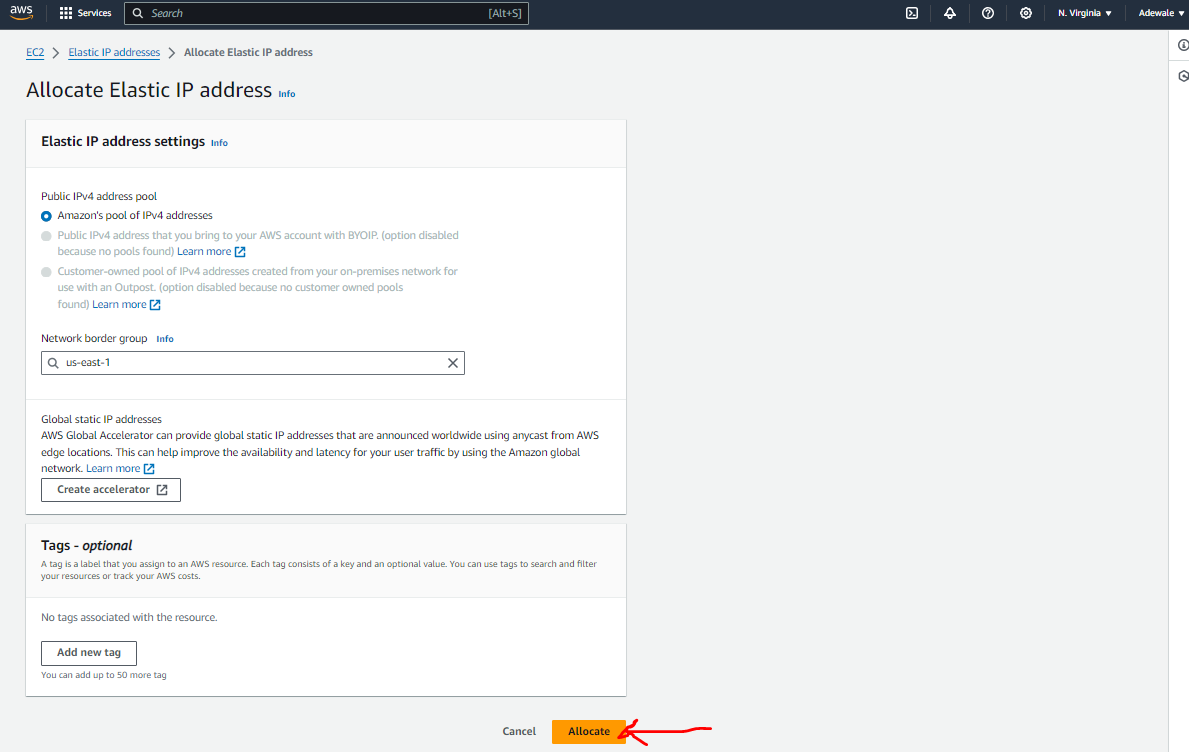 aws
Services
Search
[Alt+S]
N. Virginia ▼
Adewale ▼
EC2 > Elastic IP addresses > Allocate Elastic IP address
Allocate Elastic IP address Info
Elastic IP address settings Info
Public IPv4 address pool
Amazon's pool of IPv4 addresses
Public IPv4 address that you bring to your AWS account with BYOIP. (option disabled
because no pools found) Learn more
Customer-owned pool of IPv4 addresses created from your on-premises network for
use with an Outpost. (option disabled because no customer owned pools
found) Learn more
Network border group Info
us-east-1
Global static IP addresses
AWS Global Accelerator can provide global static IP addresses that are announced worldwide using anycast from AWS
edge locations. This can help improve the availability and latency for your user traffic by using the Amazon global
network. Learn more
Create accelerator
Tags - optional
A tag is a label that you assign to an AWS resource. Each tag consists of a key and an optional value. You can use tags to search and filter
your resources or track your AWS costs.
No tags associated with the resource.
Add new tag
You can add up to 50 more tag
Cancel
Allocate